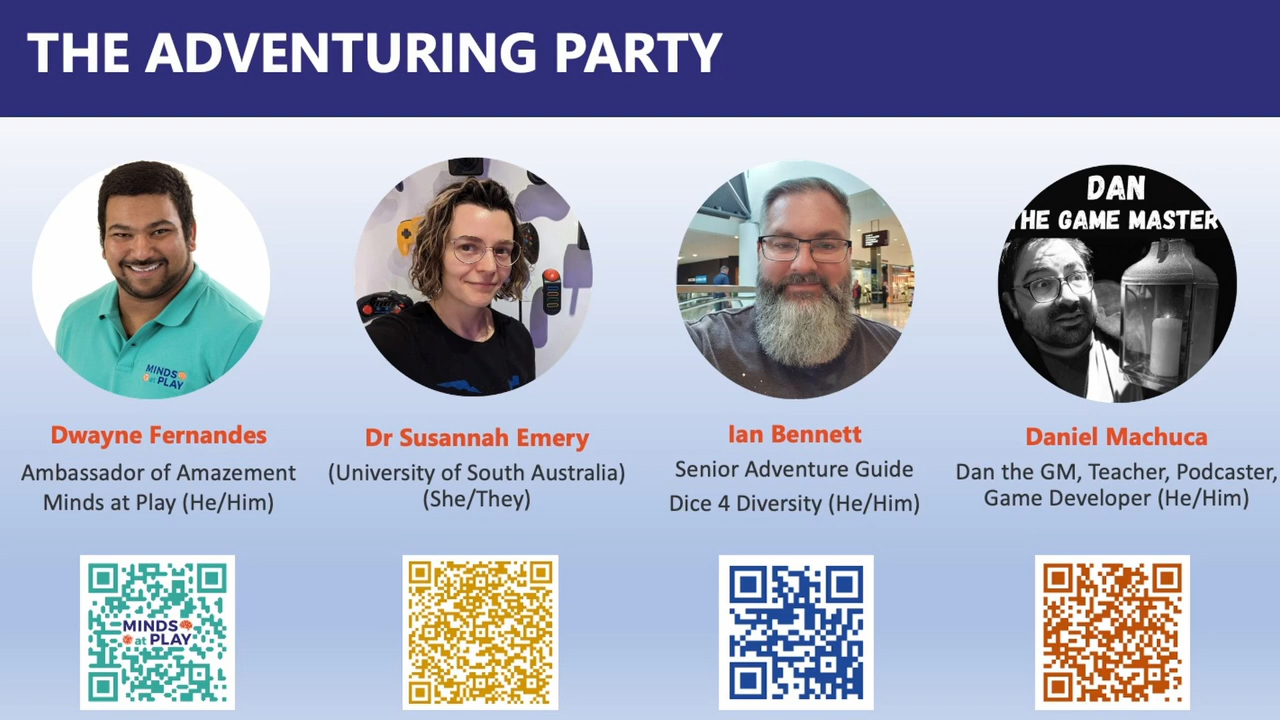 THE ADVENTURING PARTY
MINDS
at PLAY
DAN
THE GAME MASTER
Dwayne Fernandes
Ambassador of Amazement
Minds at Play (He/Him)
Dr Susannah Emery
(University of South Australia)
(She/They)
Ian Bennett
Senior Adventure Guide
Dice 4 Diversity (He/Him)
Daniel Machuca
Dan the GM, Teacher, Podcaster,
Game Developer (He/Him)
MINDS
at PLAY